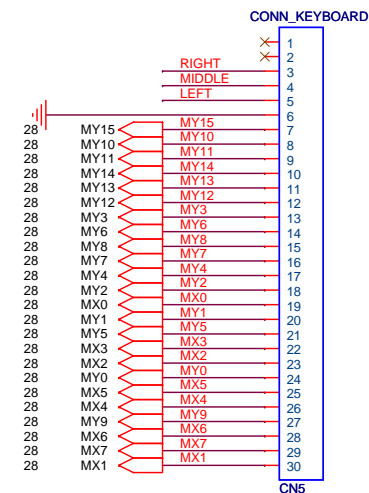 CONN_KEYBOARD
1
2
RIGHT 3
MIDDLE 4
LEFT 5
6
28 MY15 MY15 7
28 MY10 MY10 8
28 MY11 MY11 9
28 MY14 MY14 10
28 MY13 MY13 11
28 MY12 MY12 12
28 MY3 MY3 13
28 MY6 MY6 14
28 MY8 MY8 15
28 MY7 MY7 16
28 MY4 MY4 17
28 MY2 MY2 18
28 MX0 MX0 19
28 MY1 MY1 20
28 MY5 MY5 21
28 MX3 MX3 22
28 MX2 MX2 23
28 MY0 MY0 24
28 MX5 MX5 25
28 MX4 MX4 26
28 MY9 MY9 27
28 MX6 MX6 28
28 MX7 MX7 29
28 MX1 MX1 30
CN5